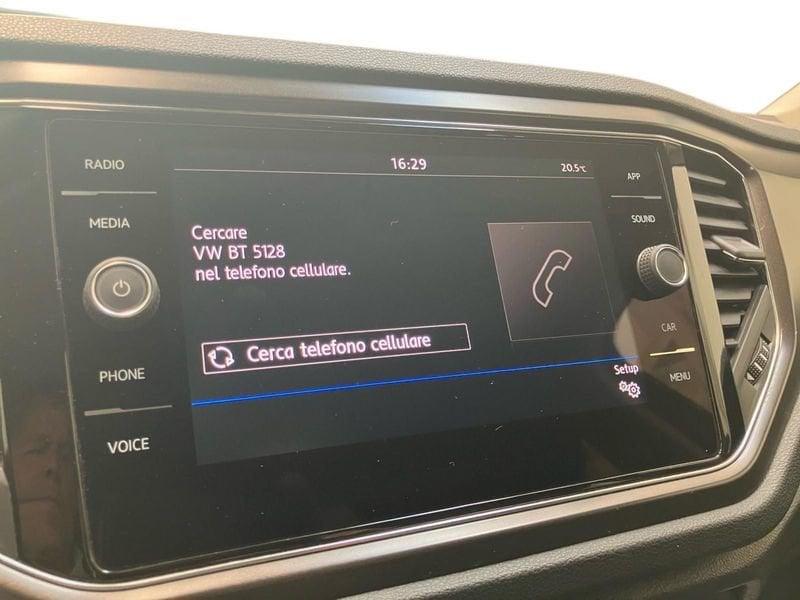 RADIO
MEDIA
PHONE
VOICE
16:29
20.5°C
Cercare
VW BT 5128
nel telefono cellulare.
Cerca telefono cellulare
Setup
APP
SOUND
CAR
MENU